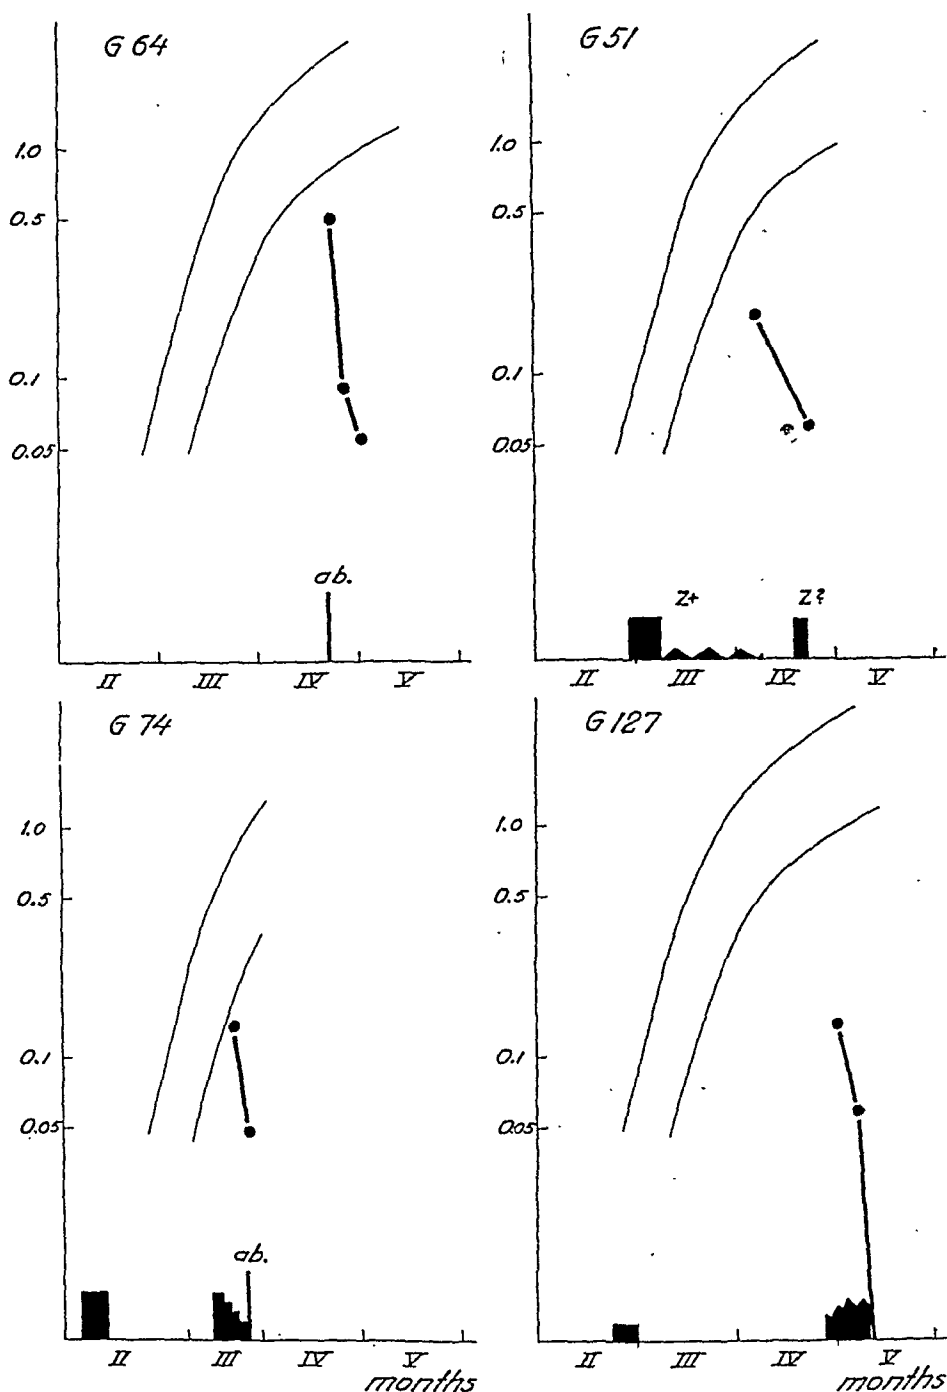 G 64
1.0
0.5
0.1
0.05
ab.
II III IV V
G 51
1.0
0.5
0.1
0.05
Z+ Z?
II III IV V
G 74
1.0
0.5
0.1
0.05
ab.
II III IV V
months
G 127
1.0
0.5
0.1
0.05
II III IV V
months